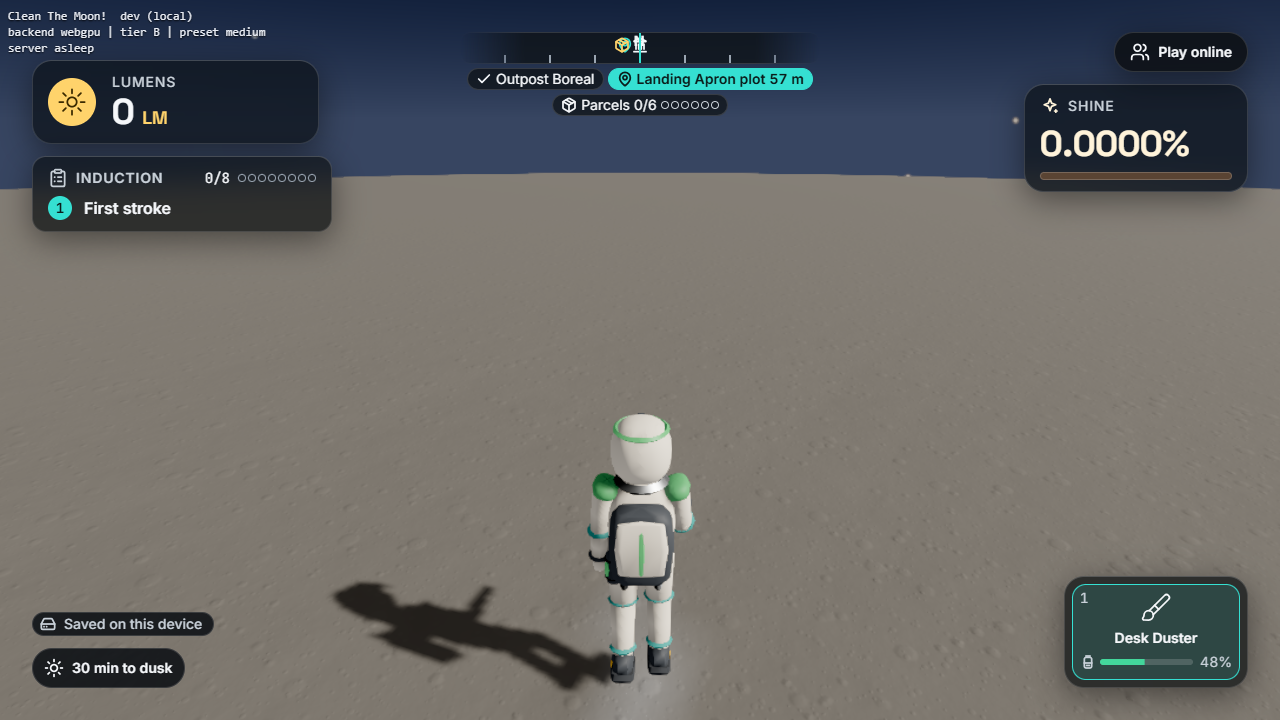 Clean The Moon! dev (local)
backend webgpu | tier B | preset medium
server asleep
LUMENS
0 LM
INDUCTION 0/8
1 First stroke
Outpost Boreal
Landing Apron plot 57 m
Parcels 0/6
Play online
SHINE
0.0000%
Saved on this device
30 min to dusk
1
Desk Duster
48%